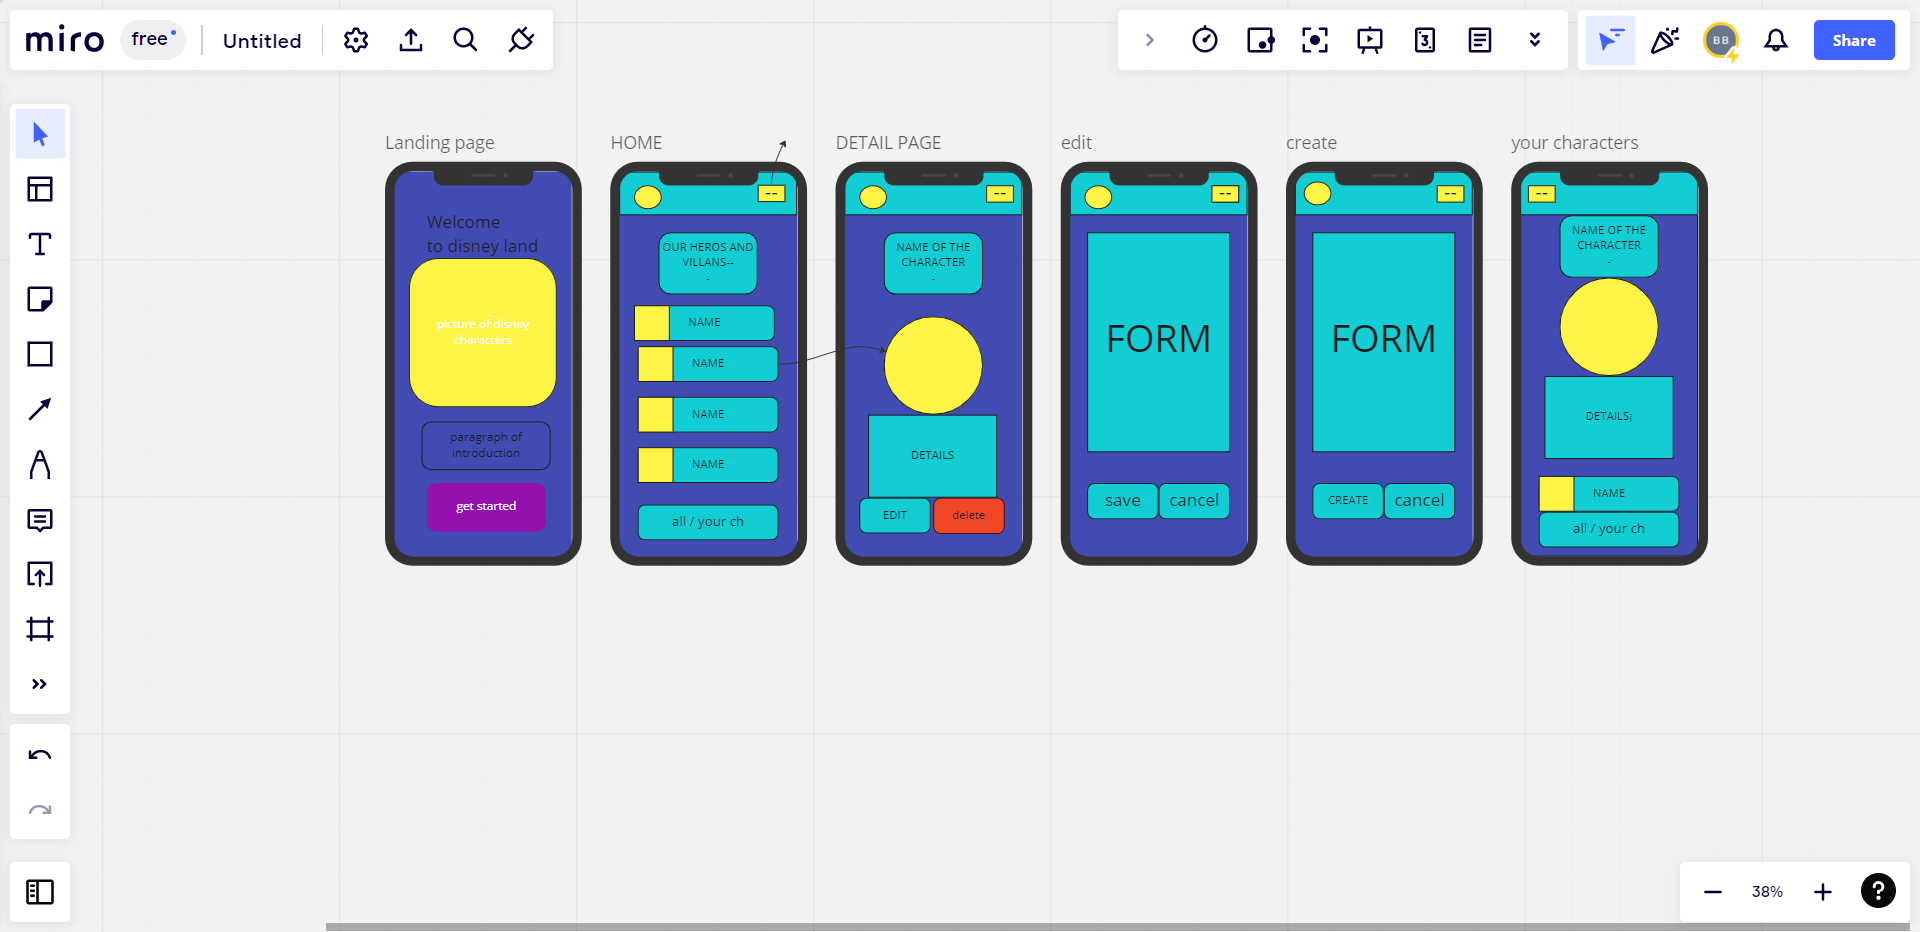 miro
free
Untitled
3
BB
Share
Landing page
HOME
DETAIL PAGE
edit
create
your characters
Welcome
to disney land
picture of disney
characters
paragraph of
introduction
get started
--
OUR HEROS AND
VILLANS--
-
NAME
NAME
NAME
NAME
all / your ch
--
NAME OF THE
CHARACTER
-
DETAILS
EDIT
delete
--
FORM
save
cancel
--
FORM
CREATE
cancel
--
NAME OF THE
CHARACTER
-
DETAILS¡
NAME
all / your ch
38%
?